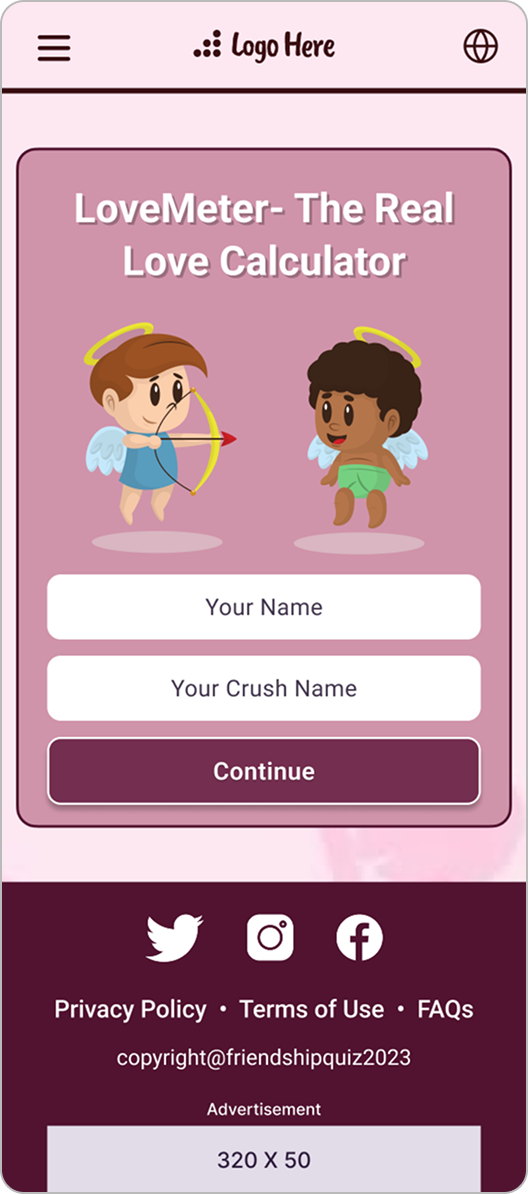 Logo Here
LoveMeter- The Real
Love Calculator
Your Name
Your Crush Name
Continue
Privacy Policy • Terms of Use • FAQs
copyright@friendshipquiz2023
Advertisement
320 X 50